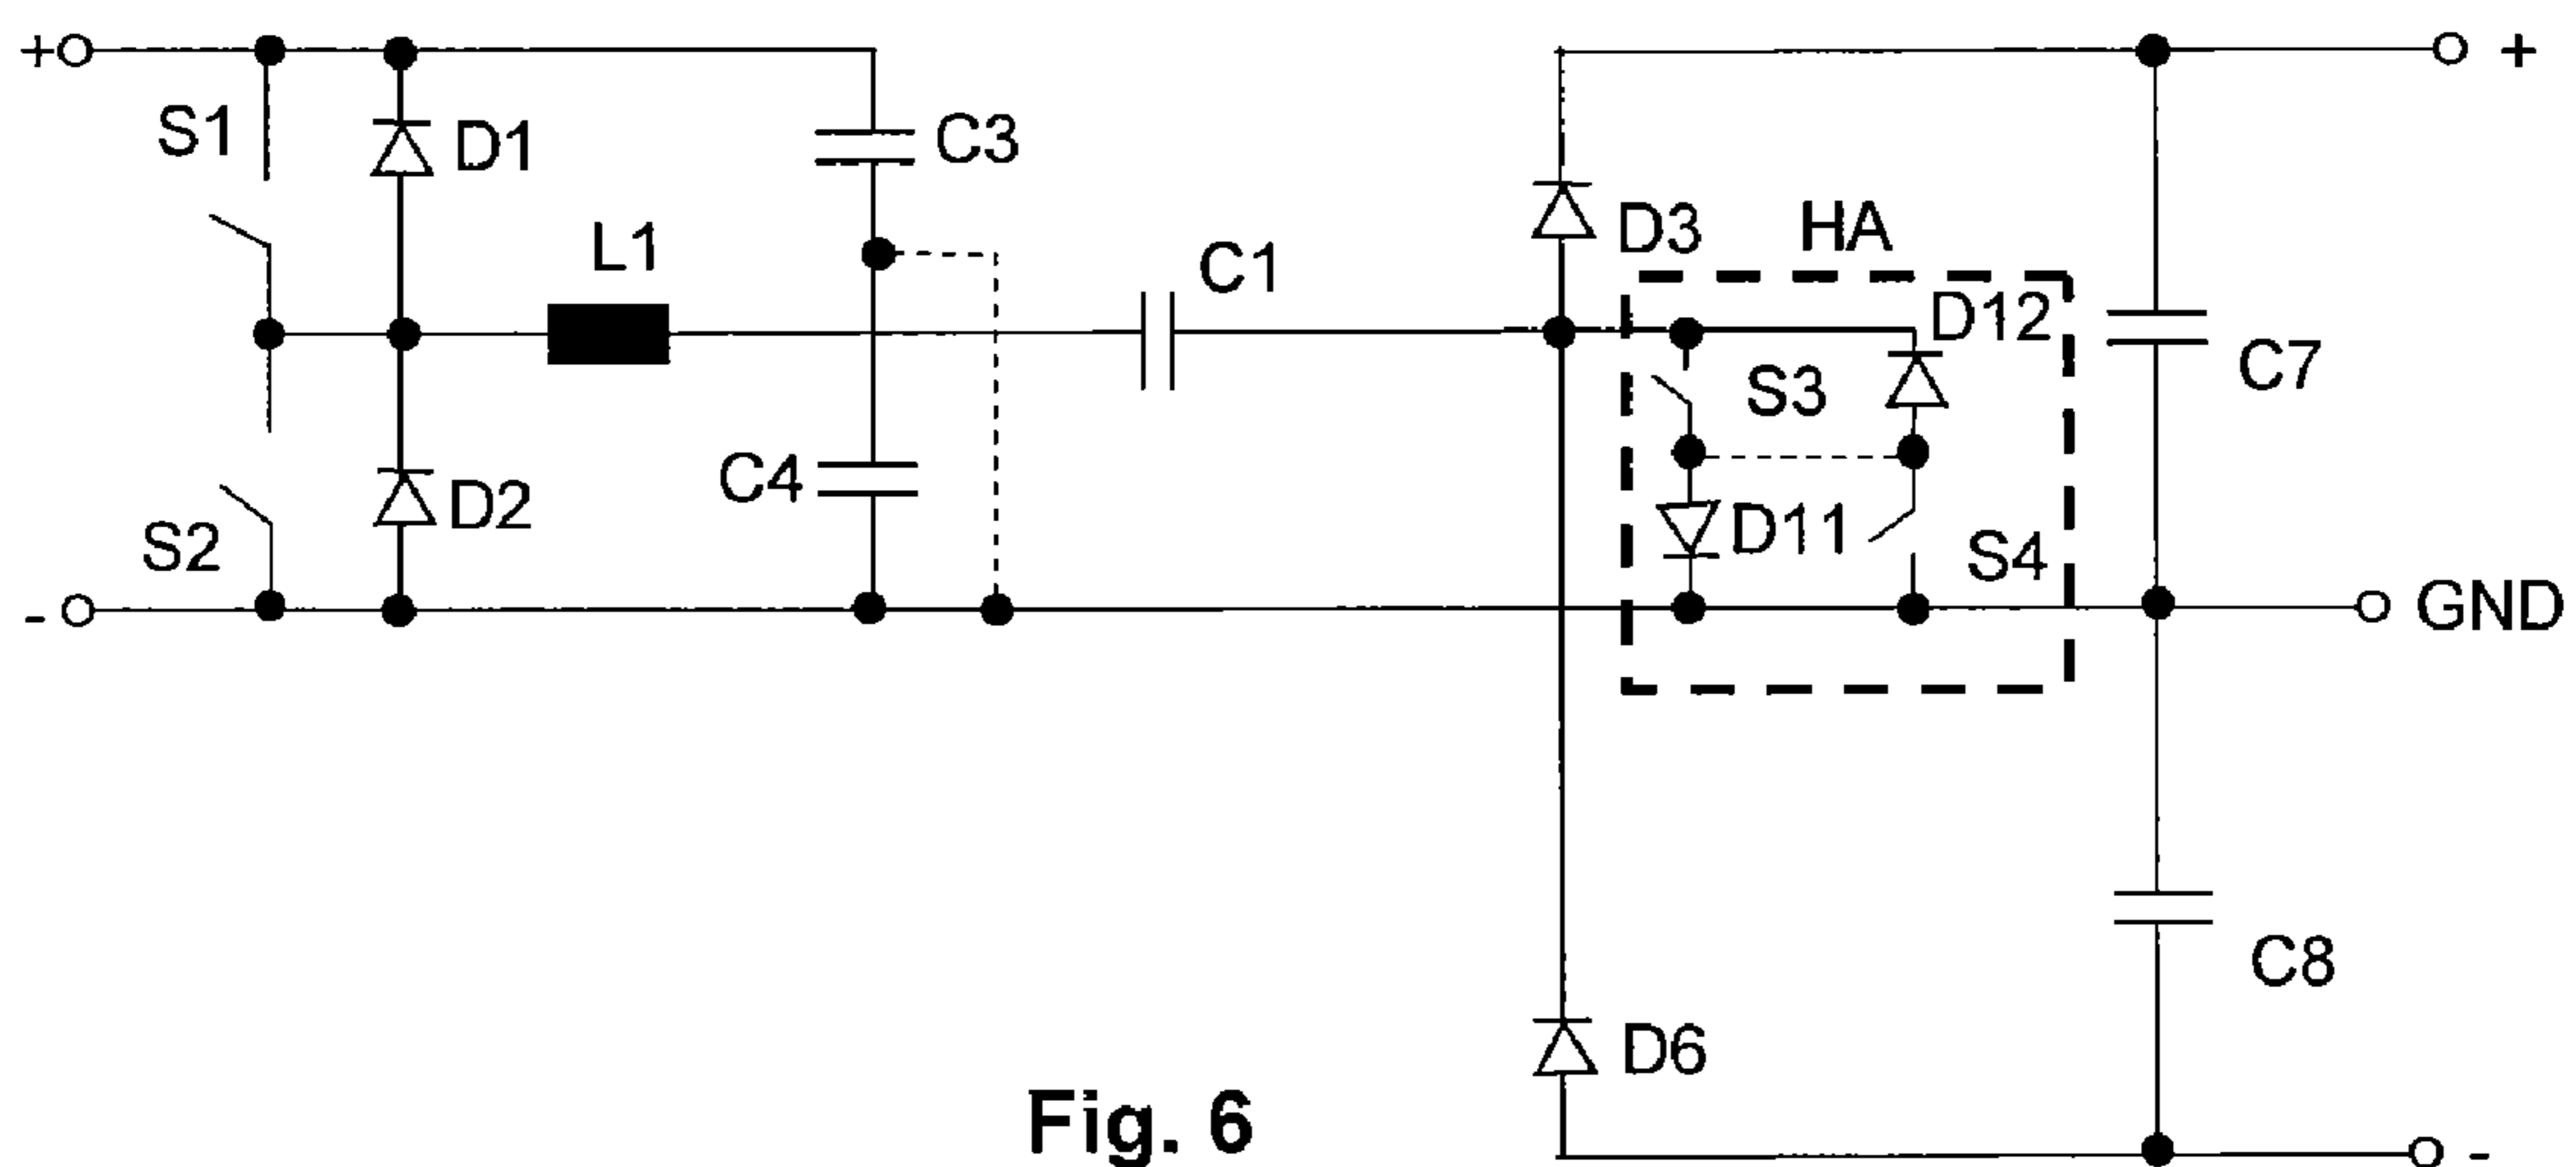 +
+
S1
D1
C3
L1
C1
D3
HA
D12
C7
S3
C4
D2
S2
D11
S4
-
GND
C8
D6
Fig. 6
-